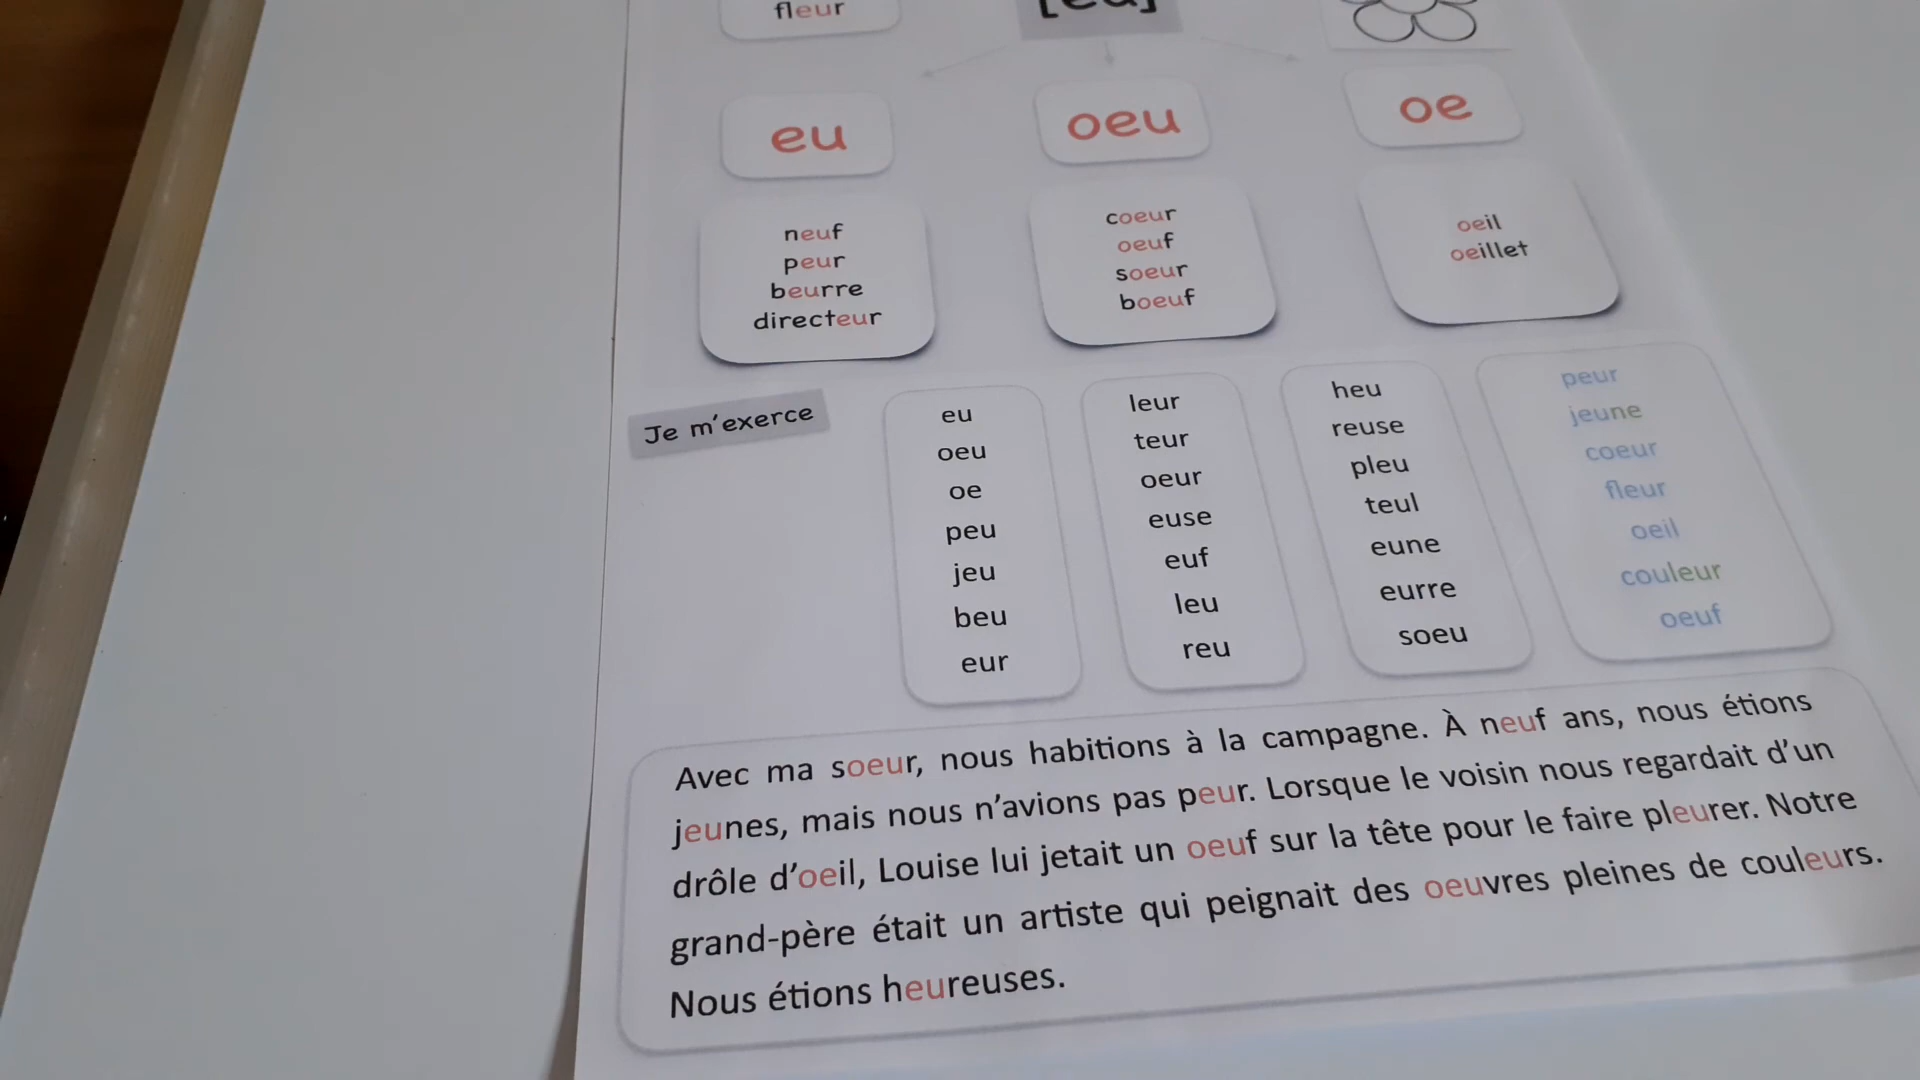 fleur
eu
oeu
oe
neuf
peur
beurre
directeur
coeur
oeuf
soeur
boeuf
oeil
oeillet
Je m'exerce
eu
oeu
oe
peu
jeu
beu
eur
leur
teur
oeur
euse
euf
leu
reu
heu
reuse
pleu
teul
eune
eurre
soeu
peur
jeune
coeur
fleur
oeil
couleur
oeuf
Avec ma soeur, nous habitions à la campagne. À neuf ans, nous étions
jeunes, mais nous n'avions pas peur. Lorsque le voisin nous regardait d'un
drôle d'oeil, Louise lui jetait un oeuf sur la tête pour le faire pleurer. Notre
grand-père était un artiste qui peignait des oeuvres pleines de couleurs.
Nous étions heureuses.